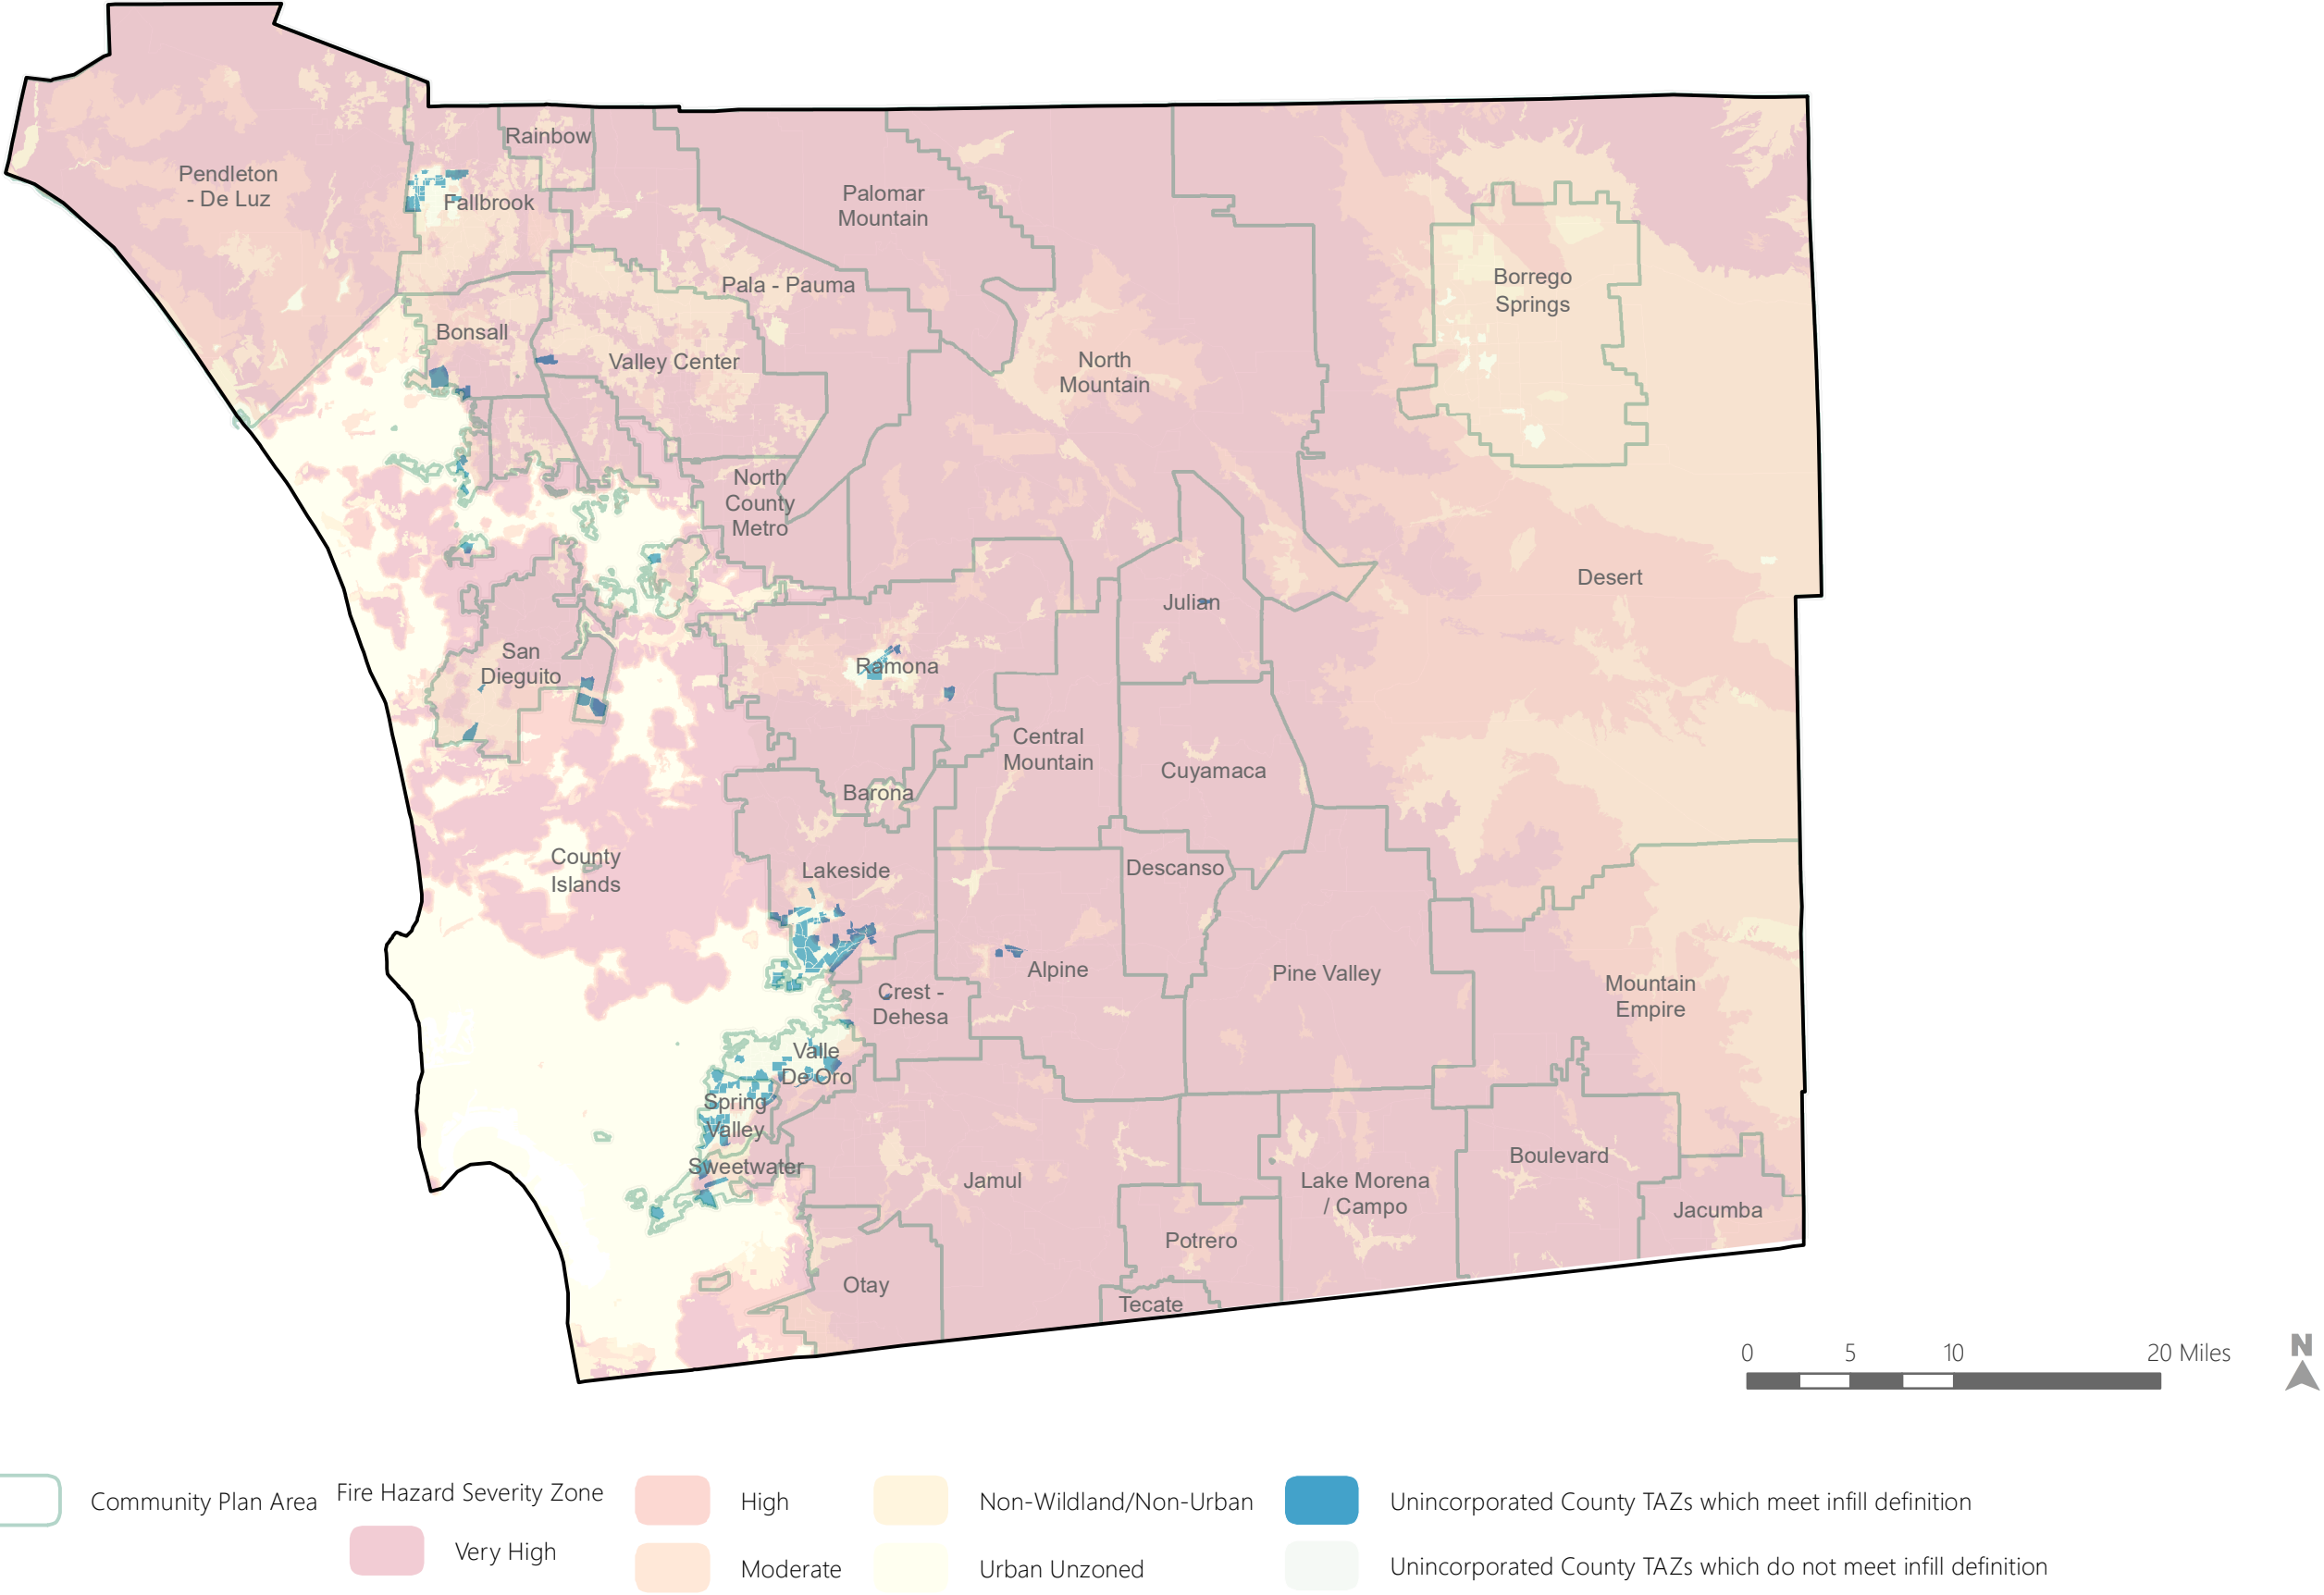 Rainbow
Pendleton
- De Luz
Fallbrook
Palomar
Mountain
Pala - Pauma
Borrego
Springs
Bonsall
Valley Center
North
Mountain
North
County
Metro
Desert
Julian
San
Dieguito
Ramona
Central
Mountain
Cuyamaca
Barona
County
Islands
Lakeside
Descanso
Alpine
Pine Valley
Crest -
Dehesa
Mountain
Empire
Valle
De Oro
Spring
Valley
Sweetwater
Boulevard
Jamul
Lake Morena
/ Campo
Jacumba
Potrero
Otay
Tecate
0 5 10 20 Miles
N
Community Plan Area
Fire Hazard Severity Zone
Very High
High
Moderate
Non-Wildland/Non-Urban
Urban Unzoned
Unincorporated County TAZs which meet infill definition
Unincorporated County TAZs which do not meet infill definition